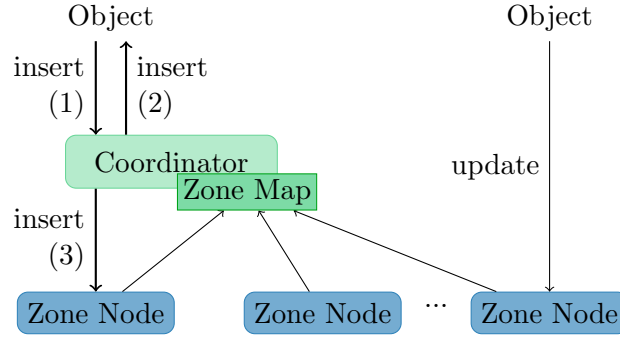 Object
Object
insert
(1)
insert
(2)
Coordinator
update
Zone Map
insert
(3)
Zone Node
Zone Node
...
Zone Node